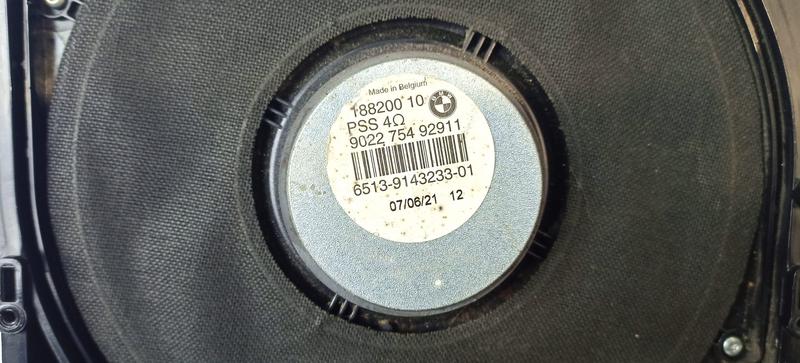 Made in Belgium
188200 10
PSS 4Ω
9022 754 92911
6513-9143233-01
07/06/21 12